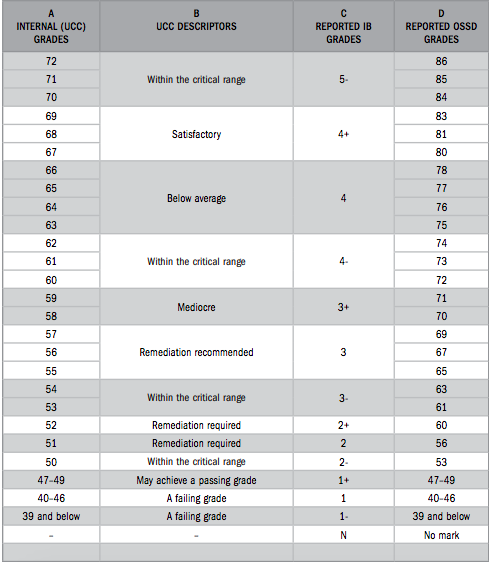 A B C D
INTERNAL (UCC) UCC DESCRIPTORS REPORTED IB REPORTED OSSD
GRADES GRADES GRADES
72 86
71 Within the critical range 5- 85
70 84
69 83
68 Satisfactory 4+ 81
67 80
66 78
65 77
Below average 4
64 76
63 75
62 74
61 Within the critical range 4- 73
60 72
59 71
Mediocre 3+
58 70
57 69
56 Remediation recommended 3 67
55 65
54 63
Within the critical range 3-
53 61
52 Remediation required 2+ 60
51 Remediation required 2 56
50 Within the critical range 2- 53
47–49 May achieve a passing grade 1+ 47–49
40–46 A failing grade 1 40–46
39 and below A failing grade 1- 39 and below
– – N No mark